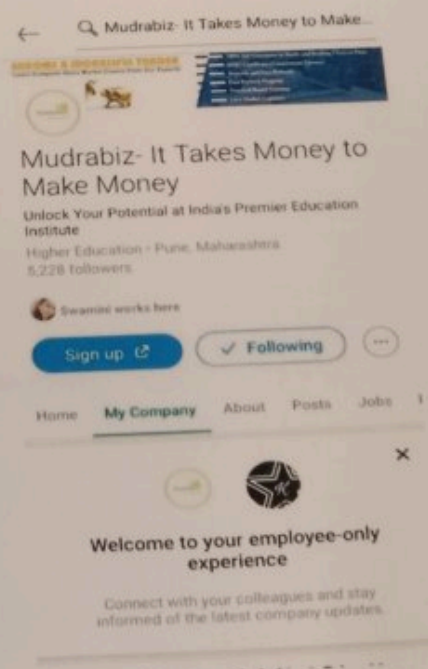 Mudrabiz- It Takes Money to Make...
BECOME A SUCCESSFUL TRADER
Mudrabiz- It Takes Money to
Make Money
Unlock Your Potential at India's Premier Education
Institute
Higher Education • Pune, Maharashtra
5,228 followers
Swamini works here
Sign up
Following
Home My Company About Posts Jobs
Welcome to your employee-only
experience
Connect with your colleagues and stay
informed of the latest company updates.